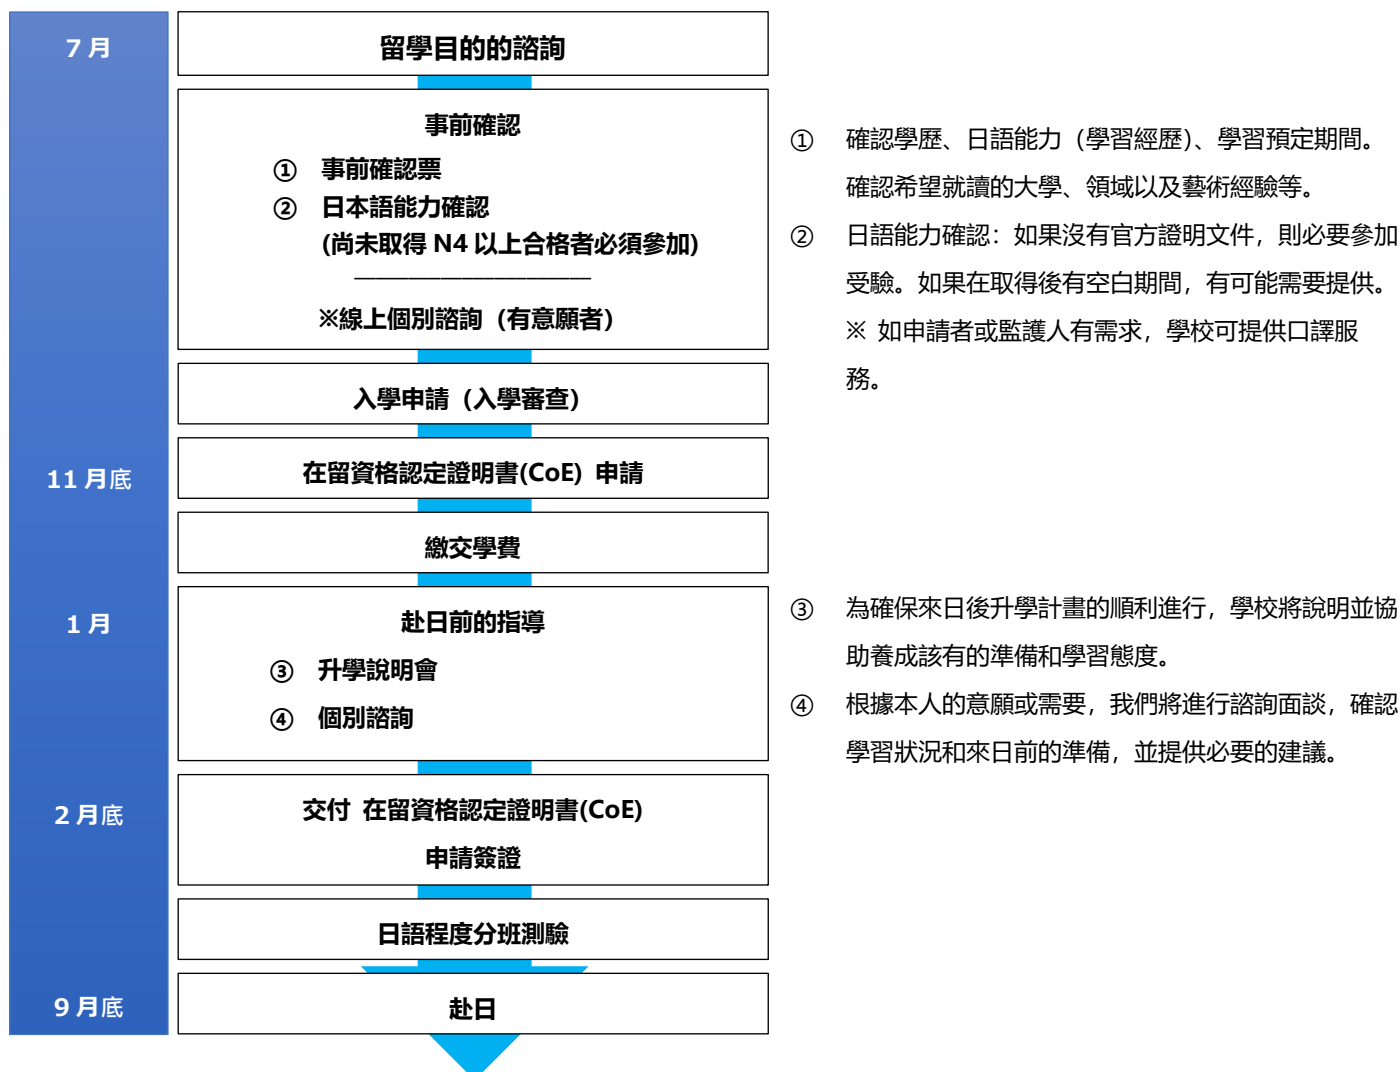 7 月
留學目的的諮詢
事前確認
① 事前確認票
② 日本語能力確認
(尚未取得 N4 以上合格者必須參加)
※線上個別諮詢（有意願者）
① 確認學歷、日語能力（學習經歷）、學習預定期間。
確認希望就讀的大學、領域以及藝術經驗等。
② 日語能力確認：如果沒有官方證明文件，則必要參加
受驗。如果在取得後有空白期間，有可能需要提供。
※ 如申請者或監護人有需求，學校可提供口譯服
務。
入學申請（入學審查）
11 月底
在留資格認定證明書(CoE) 申請
繳交學費
1 月
赴日前的指導
③ 升學說明會
④ 個別諮詢
③ 為確保來日後升學計畫的順利進行，學校將說明並協
助養成該有的準備和學習態度。
④ 根據本人的意願或需要，我們將進行諮詢面談，確認
學習狀況和來日前的準備，並提供必要的建議。
2 月底
交付 在留資格認定證明書(CoE)
申請簽證
日語程度分班測驗
9 月底
赴日